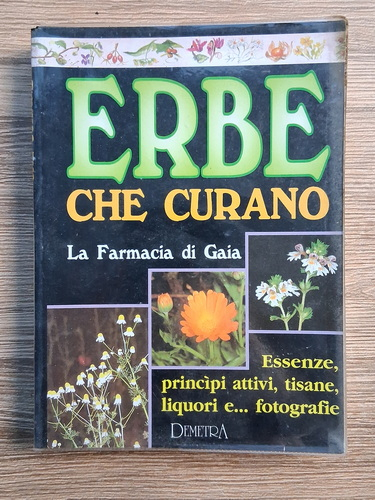 ERBE
CHE CURANO
La Farmacia di Gaia
Essenze,
princìpi attivi, tisane,
liquori e... fotografie
DEMETRA